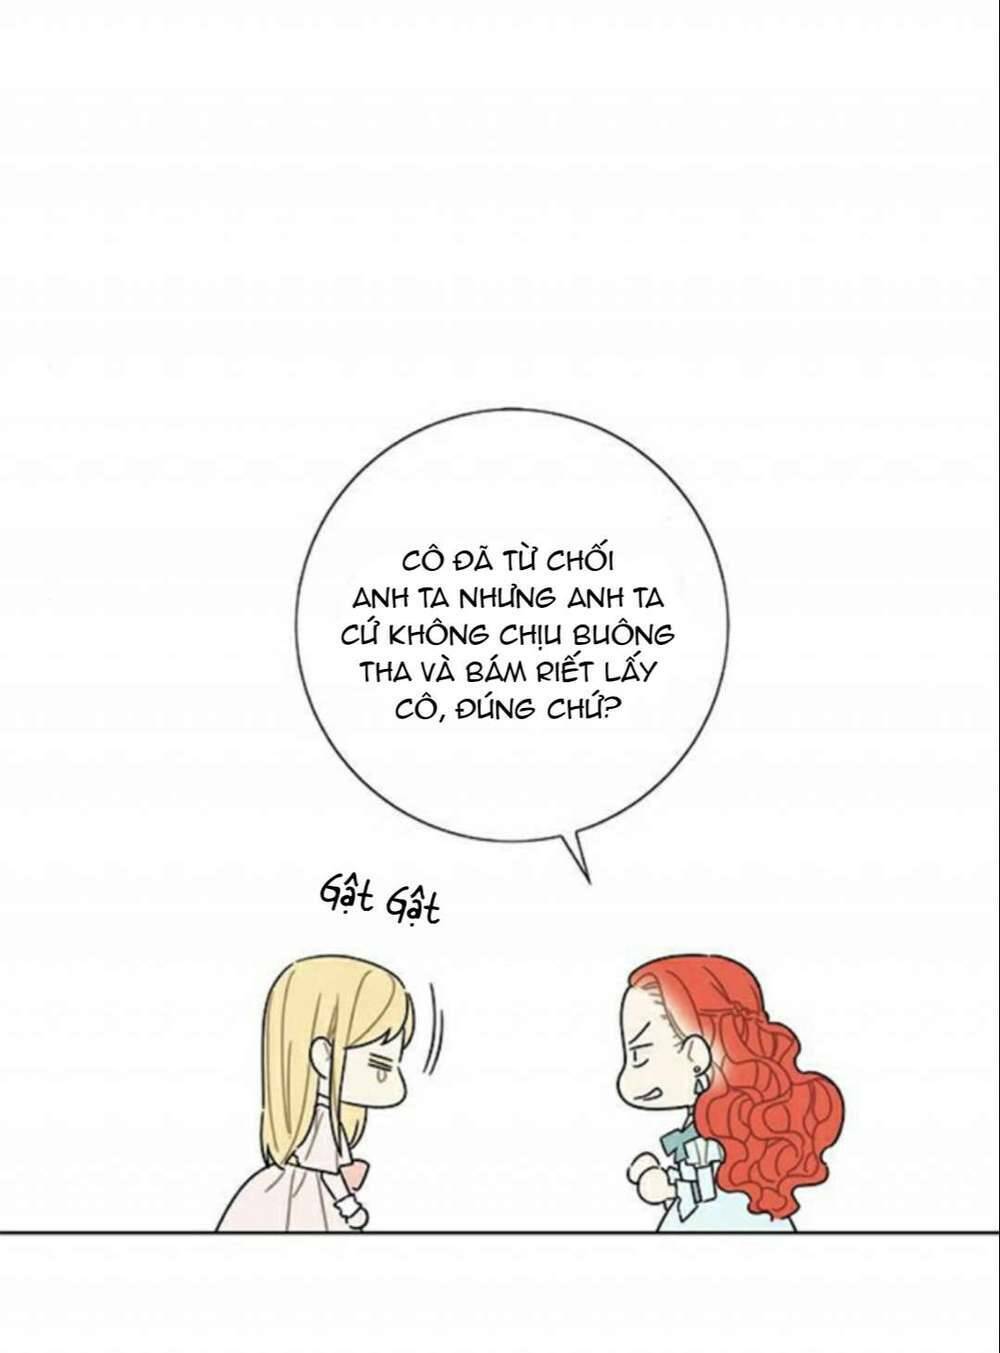 CÔ ĐÃ TỪ CHỐI
ANH TA NHƯNG ANH TA
CỨ KHÔNG CHỊU BUÔNG
THA VÀ BÁM RIẾT LẤY
CÔ, ĐÚNG CHỨ?
Gật Gật